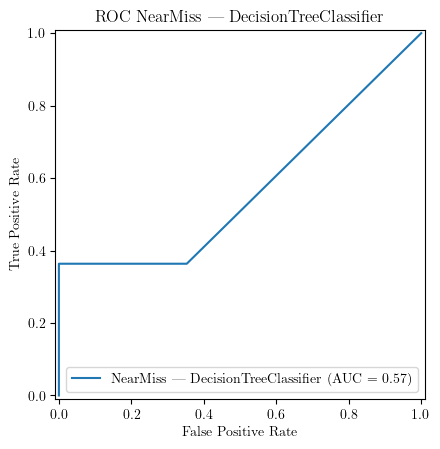 ROC NearMiss — DecisionTreeClassifier
1.0
0.8
0.6
0.4
0.2
0.0
True Positive Rate
NearMiss — DecisionTreeClassifier (AUC = 0.57)
0.0 0.2 0.4 0.6 0.8 1.0
False Positive Rate